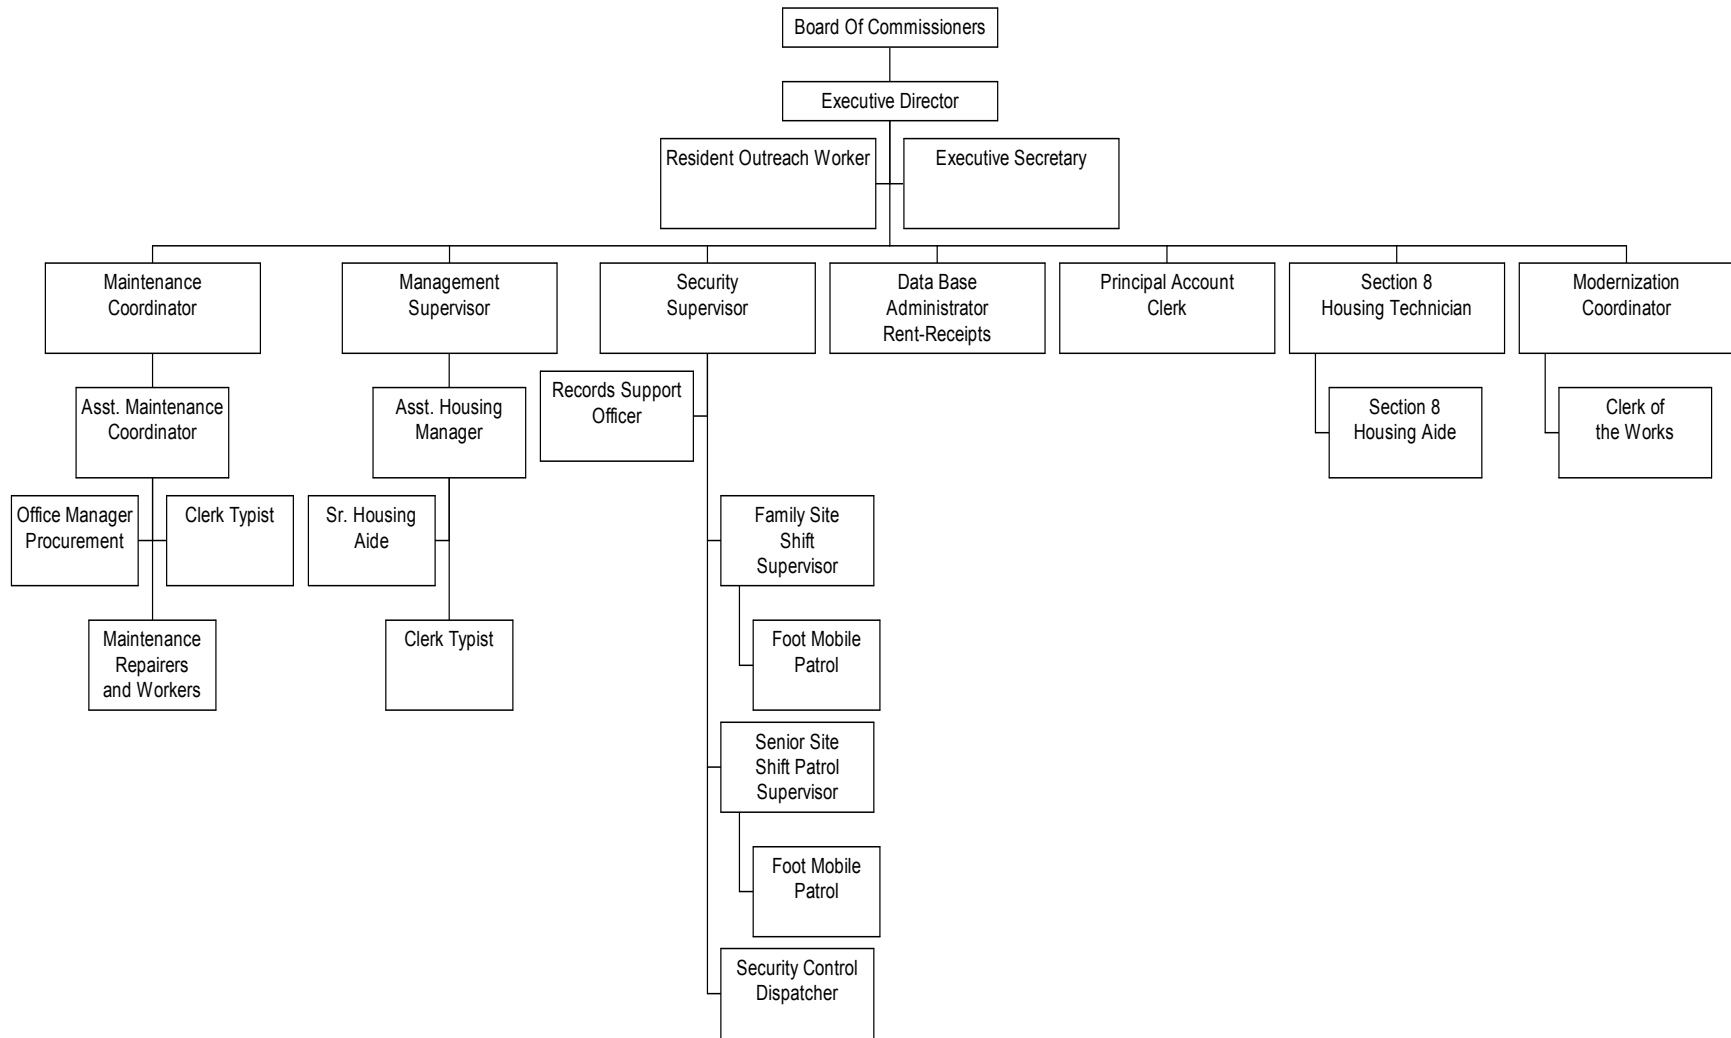 Board Of Commissioners
Executive Director
Resident Outreach Worker
Executive Secretary
Maintenance
Coordinator
Management
Supervisor
Security
Supervisor
Data Base
Administrator
Rent-Receipts
Principal Account
Clerk
Section 8
Housing Technician
Modernization
Coordinator
Asst. Maintenance
Coordinator
Asst. Housing
Manager
Records Support
Officer
Section 8
Housing Aide
Clerk of
the Works
Office Manager
Procurement
Clerk Typist
Sr. Housing
Aide
Family Site
Shift
Supervisor
Maintenance
Repairers
and Workers
Clerk Typist
Foot Mobile
Patrol
Senior Site
Shift Patrol
Supervisor
Foot Mobile
Patrol
Security Control
Dispatcher